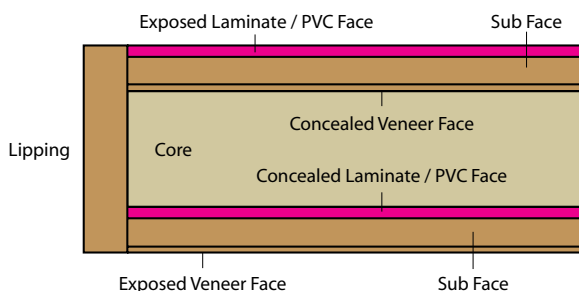 Exposed Laminate / PVC Face
Sub Face
Concealed Veneer Face
Lipping
Core
Concealed Laminate / PVC Face
Exposed Veneer Face
Sub Face